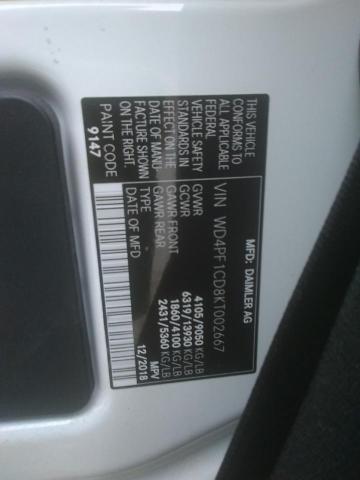 MFD: DAIMLER AG
VIN WD4PF1CD8KT002667
GVWR 4105/9050 KG/LB
GCWR 6319/13930 KG/LB
GAWR FRONT 1860/4100 KG/LB
GAWR REAR 2431/5360 KG/LB
TYPE MPV
DATE OF MFD 12/2018
THIS VEHICLE
CONFORMS TO
ALL APPLICABLE
FEDERAL
VEHICLE SAFETY
STANDARDS IN
EFFECT ON THE
DATE OF MANU-
FACTURE SHOWN
ON THE RIGHT.
PAINT CODE
9147